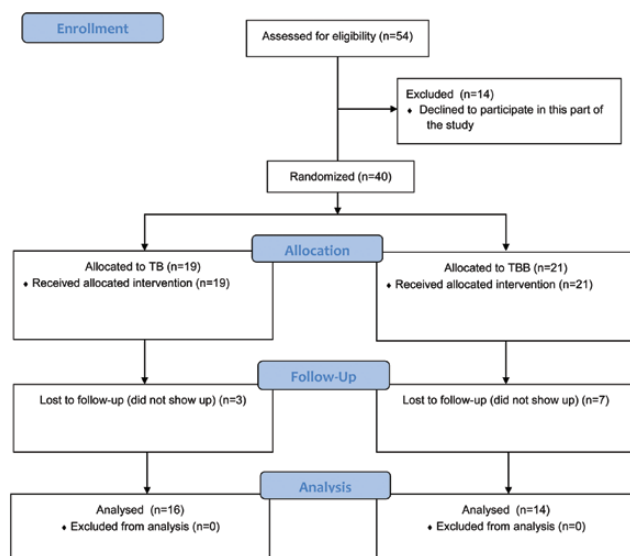 Enrollment
Assessed for eligibility (n=54)
Excluded (n=14)
♦ Declined to participate in this part of
the study
Randomized (n=40)
Allocation
Allocated to TB (n=19)
♦ Received allocated intervention (n=19)
Allocated to TBB (n=21)
♦ Received allocated intervention (n=21)
Follow-Up
Lost to follow-up (did not show up) (n=3)
Lost to follow-up (did not show up) (n=7)
Analysis
Analysed (n=16)
♦ Excluded from analysis (n=0)
Analysed (n=14)
♦ Excluded from analysis (n=0)